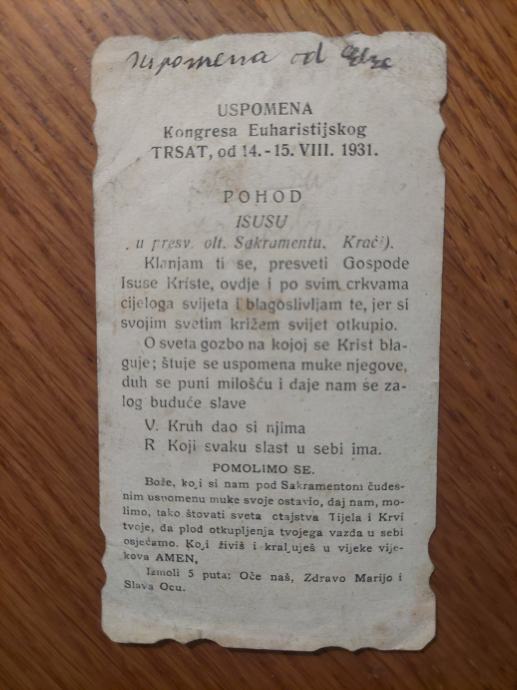 Uspomena od
USPOMENA
Kongresa Euharistijskog
TRSAT, od 14.-15. VIII. 1931.
POHOD
ISUSU
u presv. olt. Sakramentu.
Klanjam ti se, presveti Gospode
Isuse Kriste, ovdje i po svim crkvama
cijeloga svijeta i blagoslivljam te, jer si
svojim svetim križem svijet otkupio.
O sveta gozbo na kojoj se Krist bla-
guje; štuje se uspomena muke njegove,
duh se puni milošću i daje nam se za-
log buduće slave
V. Kruh dao si njima
R Koji svaku slast u sebi ima.
POMOLIMO SE.
Bože, koji si nam pod Sakramentom čudes-
nim uspomenu muke svoje ostavio, daj nam, mo-
limo, tako štovati sveta otajstva Tijela i Krvi
tvoje, da plod otkupljenja tvojega vazda u sebi
osjećamo. Koji živiš i kraljuješ u vijeke vije-
kova AMEN,
Izmoli 5 puta: Oče naš, Zdravo Marijo i
Slava Ocu.